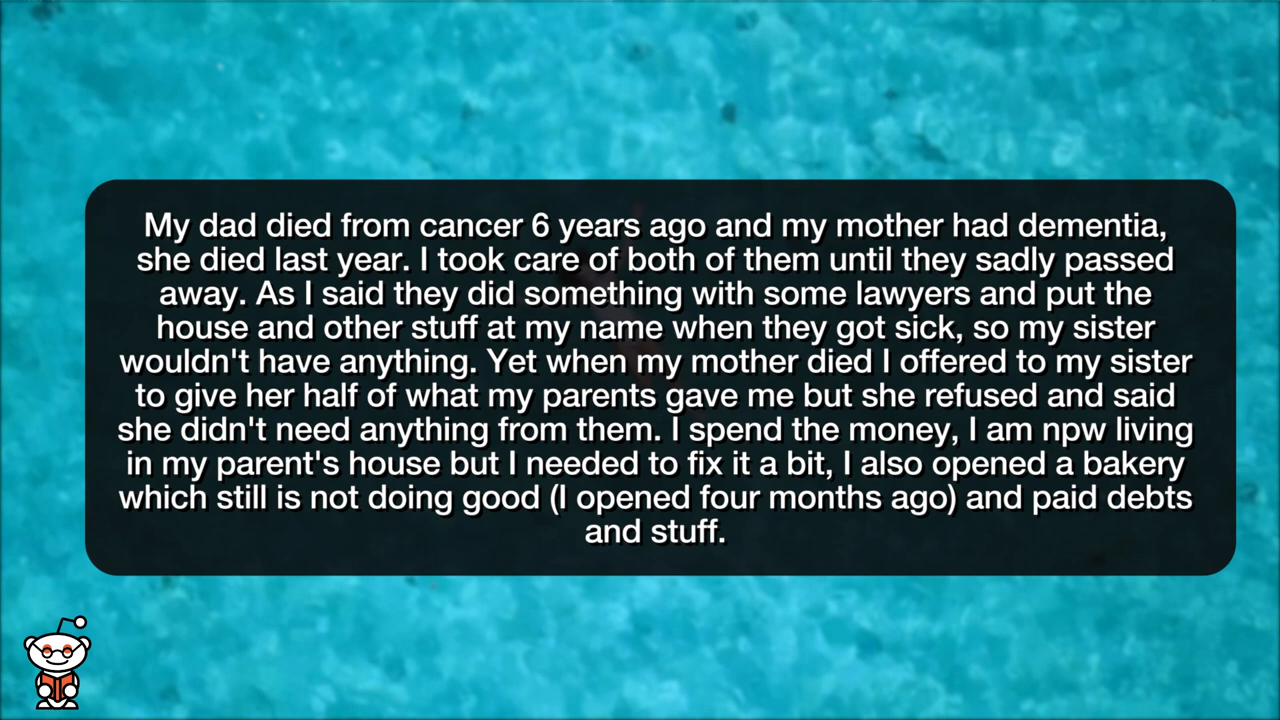 My dad died from cancer 6 years ago and my mother had dementia,
she died last year. I took care of both of them until they sadly passed
away. As I said they did something with some lawyers and put the
house and other stuff at my name when they got sick, so my sister
wouldn't have anything. Yet when my mother died I offered to my sister
to give her half of what my parents gave me but she refused and said
she didn't need anything from them. I spend the money, I am npw living
in my parent's house but I needed to fix it a bit, I also opened a bakery
which still is not doing good (I opened four months ago) and paid debts
and stuff.